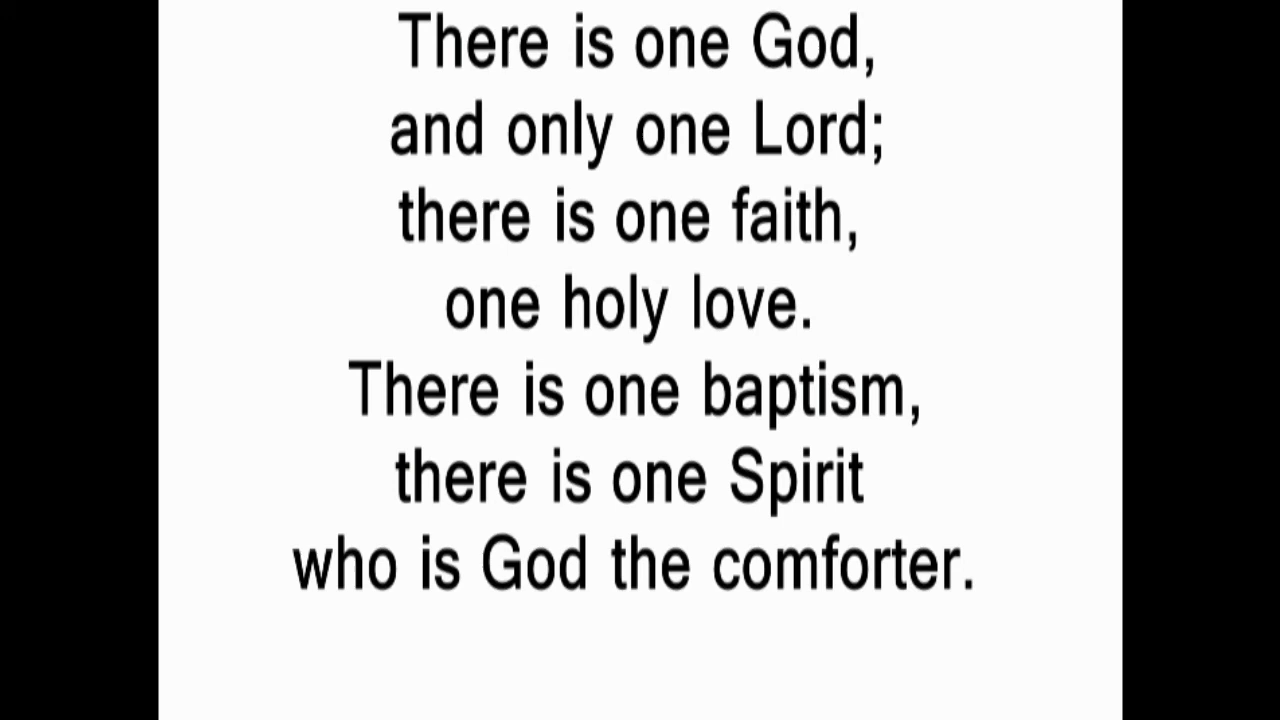 There is one God,
and only one Lord;
there is one faith,
one holy love.
There is one baptism,
there is one Spirit
who is God the comforter.